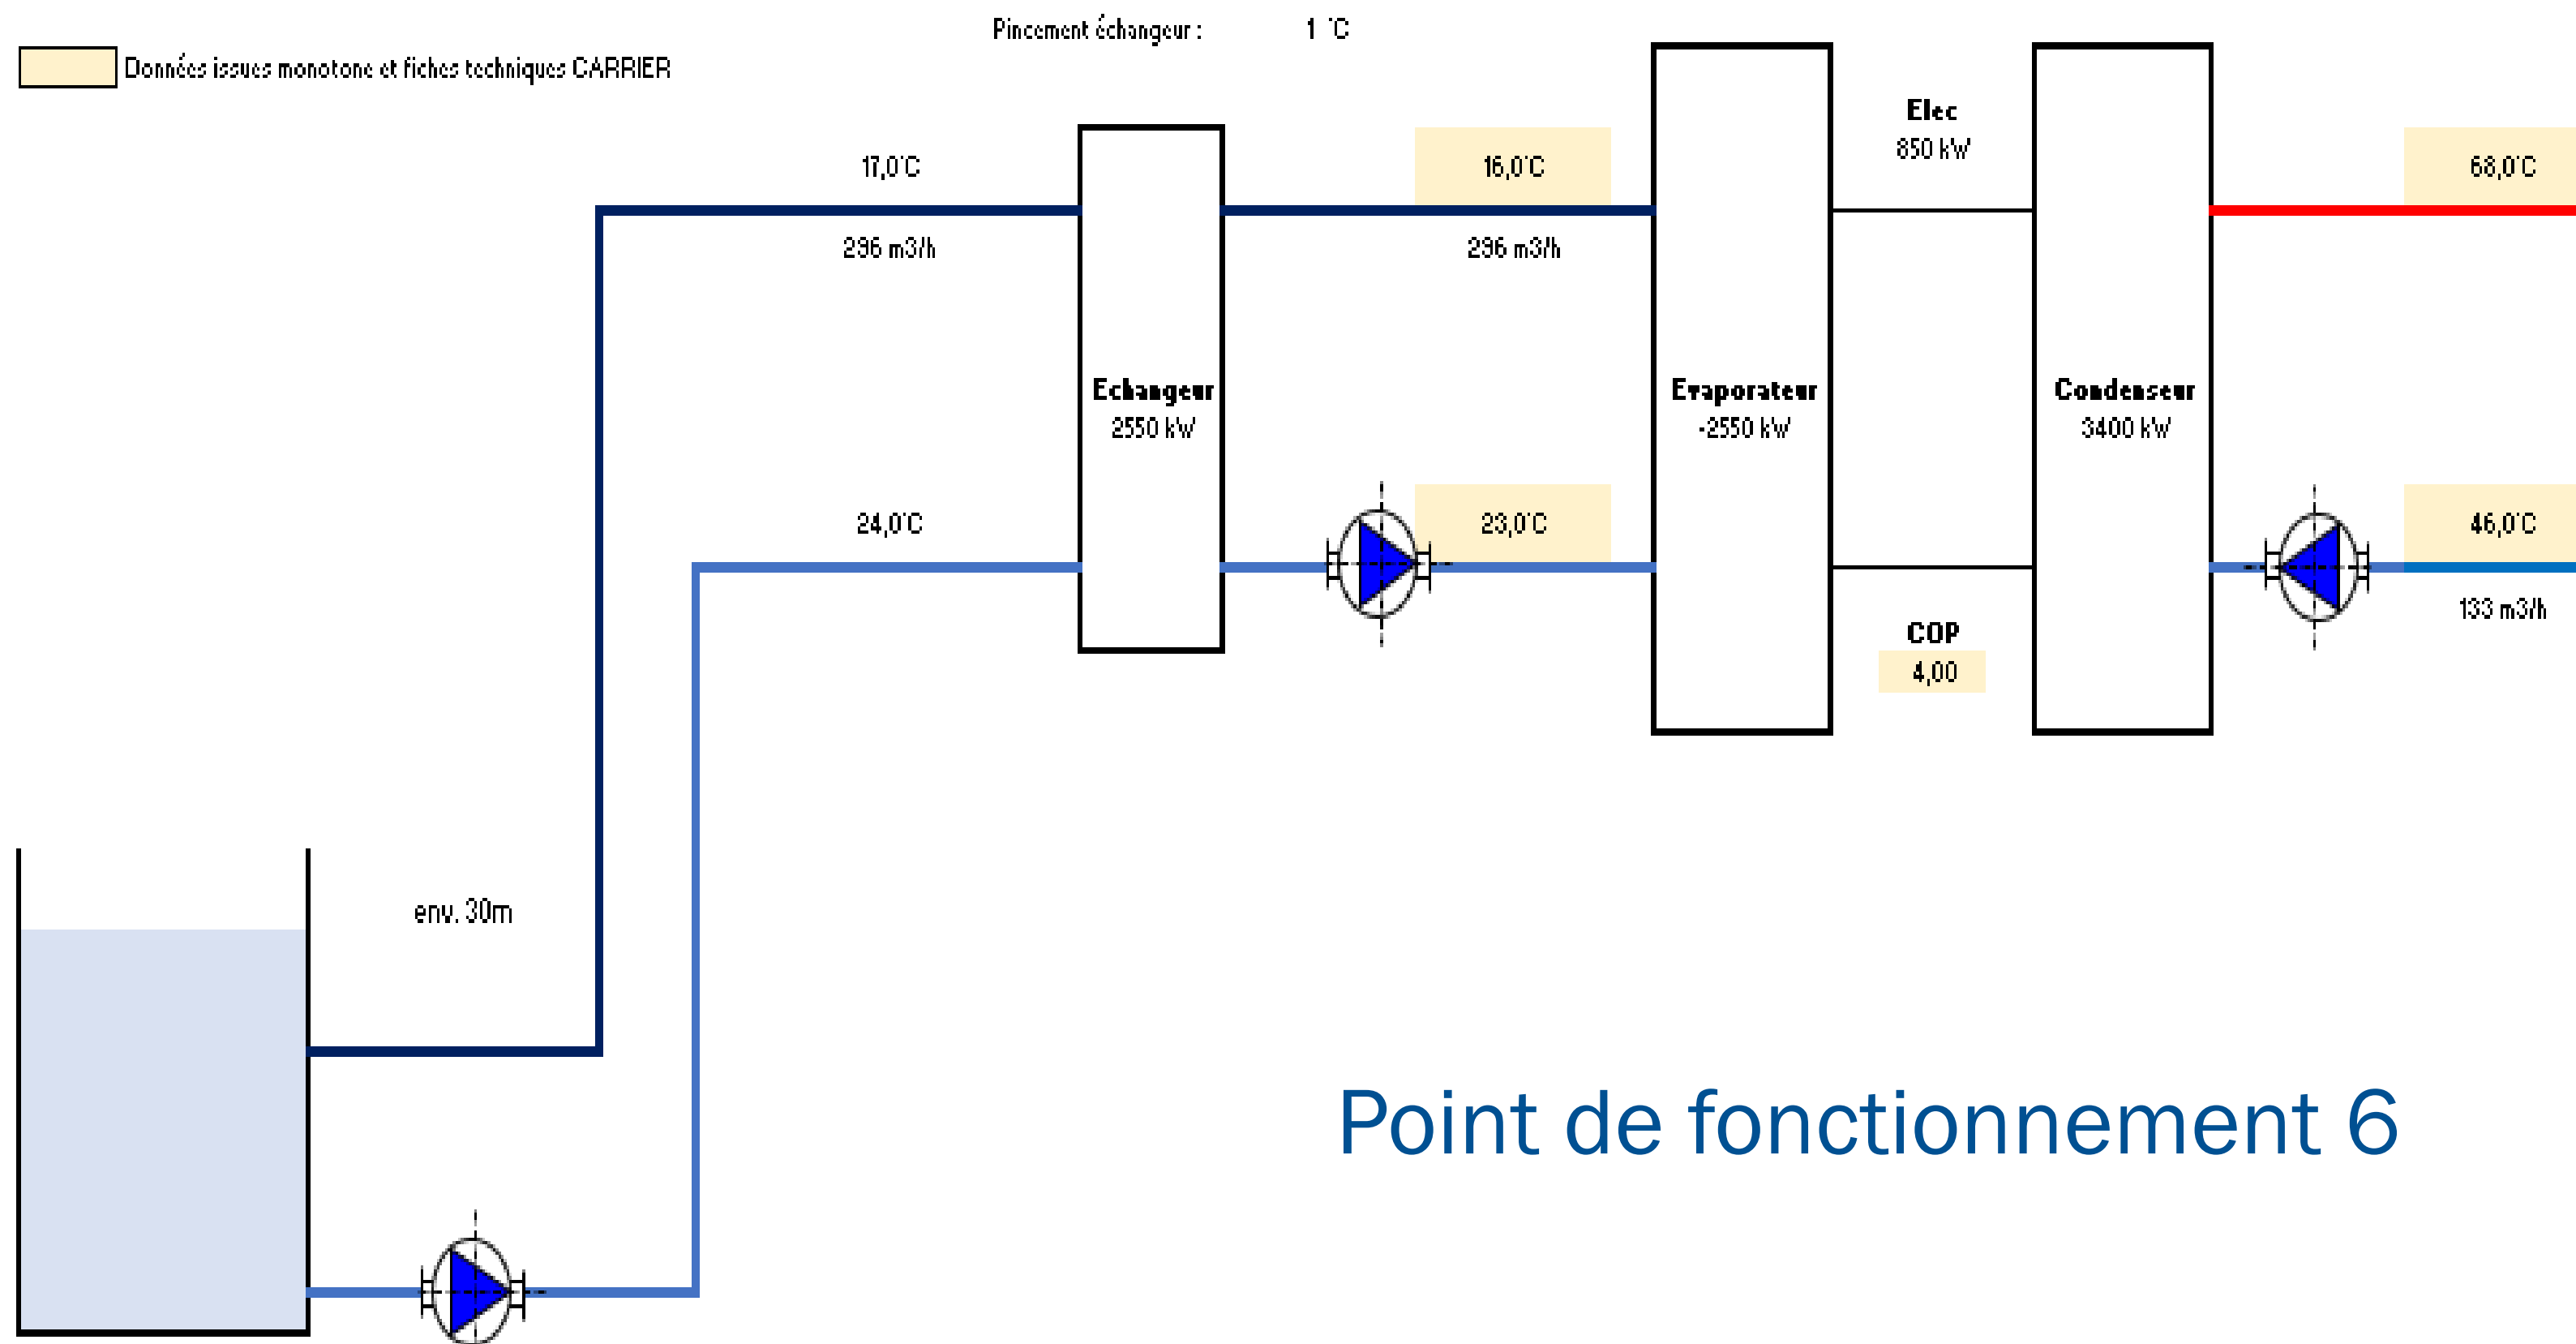 Pincement échangeur : 1 °C
Données issues monotone et fiches techniques CARRIER
Elec
850 kW
17,0°C
16,0°C
68,0°C
296 m3/h
296 m3/h
Echangeur
2550 kW
Evaporateur
-2550 kW
Condenseur
3400 kW
24,0°C
23,0°C
46,0°C
133 m3/h
COP
4,00
env. 30m
Point de fonctionnement 6